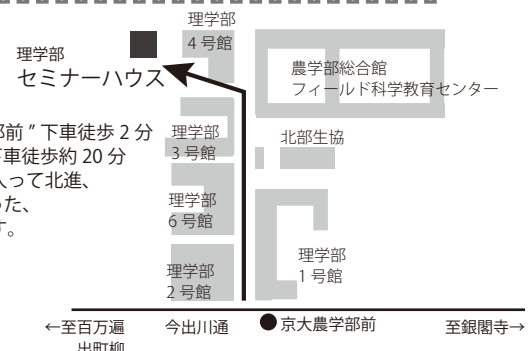 理学部
4号館
理学部
セミナーハウス
農学部総合館
フィールド科学教育センター
部前 ” 下車徒歩 2 分
下車徒歩約 20 分
入って北進、
った、
す。
理学部
3号館
北部生協
理学部
6号館
理学部
1号館
理学部
2号館
←至百万遍
出町柳
今出川通
●京大農学部前
至銀閣寺→